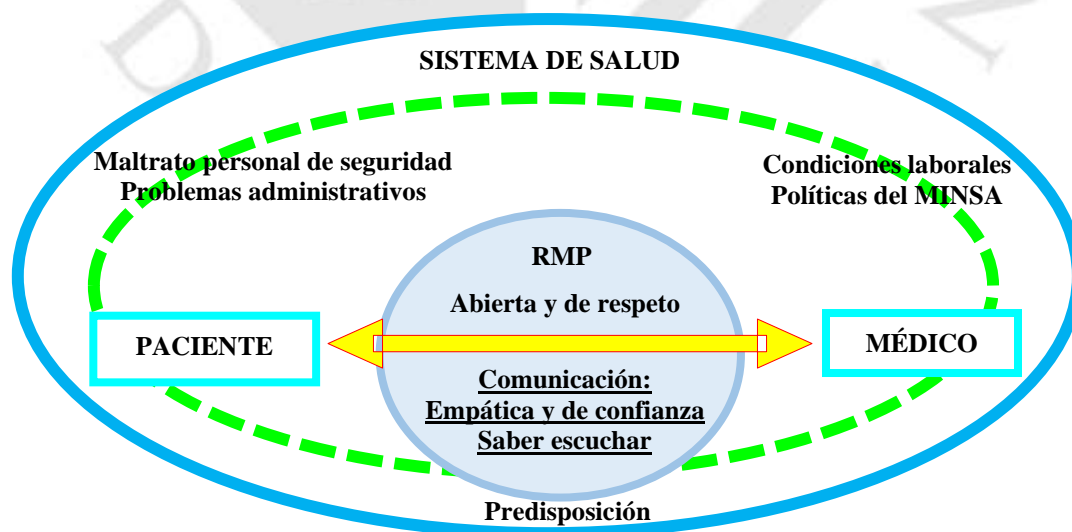 SISTEMA DE SALUD
Maltrato personal de seguridad
Problemas administrativos
Condiciones laborales
Políticas del MINSA
RMP
Abierta y de respeto
PACIENTE
MÉDICO
Comunicación:
Empática y de confianza
Saber escuchar
Predisposición